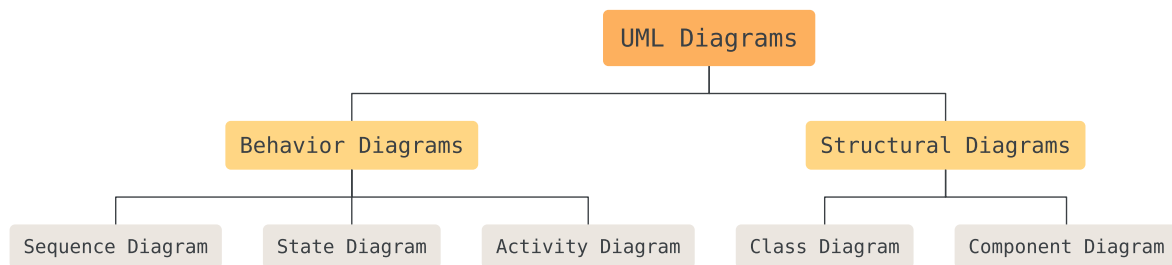 UML Diagrams
Behavior Diagrams
Structural Diagrams
Sequence Diagram
State Diagram
Activity Diagram
Class Diagram
Component Diagram